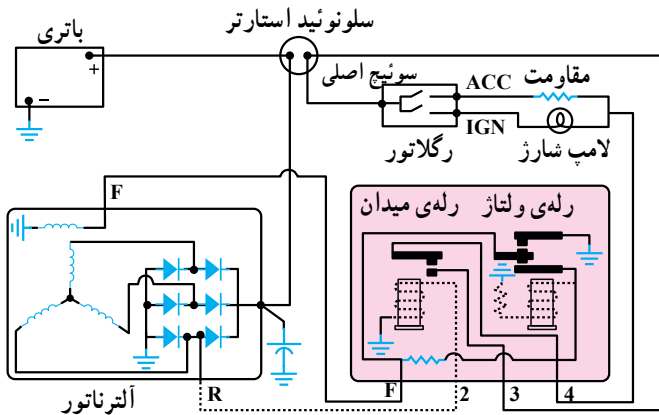 سلونوئید استارتر
باتری
+
−
سوئیچ اصلی
ACC
مقاومت
IGN
رگلاتور
لامپ شارژ
F
رله‌ی میدان
رله‌ی ولتاژ
آلترناتور
R
F
2
3
4